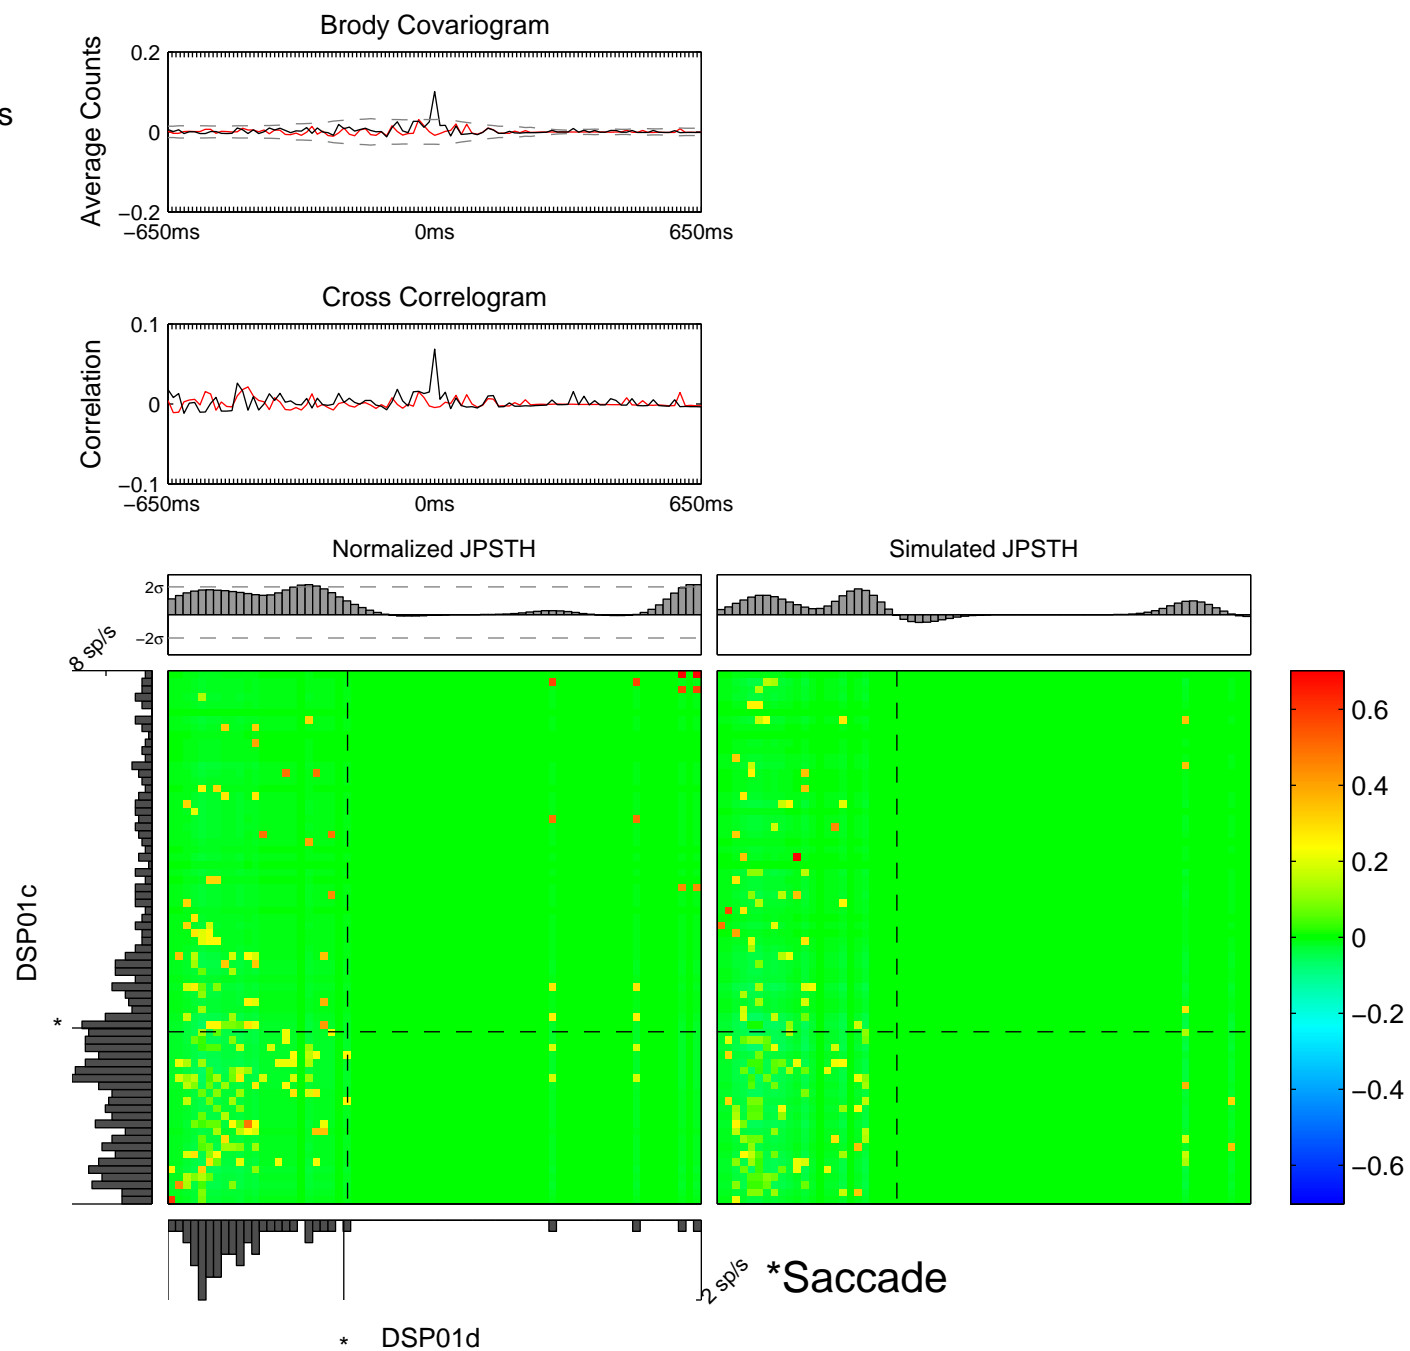 Brody Covariogram
s
Average Counts
0.2
0
−0.2
−650ms 0ms 650ms
Cross Correlogram
Correlation
0.1
0
−0.1
−650ms 0ms 650ms
Normalized JPSTH
Simulated JPSTH
2σ
−2σ
8 sp/s
DSP01c
*
0.6
0.4
0.2
0
−0.2
−0.4
−0.6
2 sp/s
*Saccade
* DSP01d